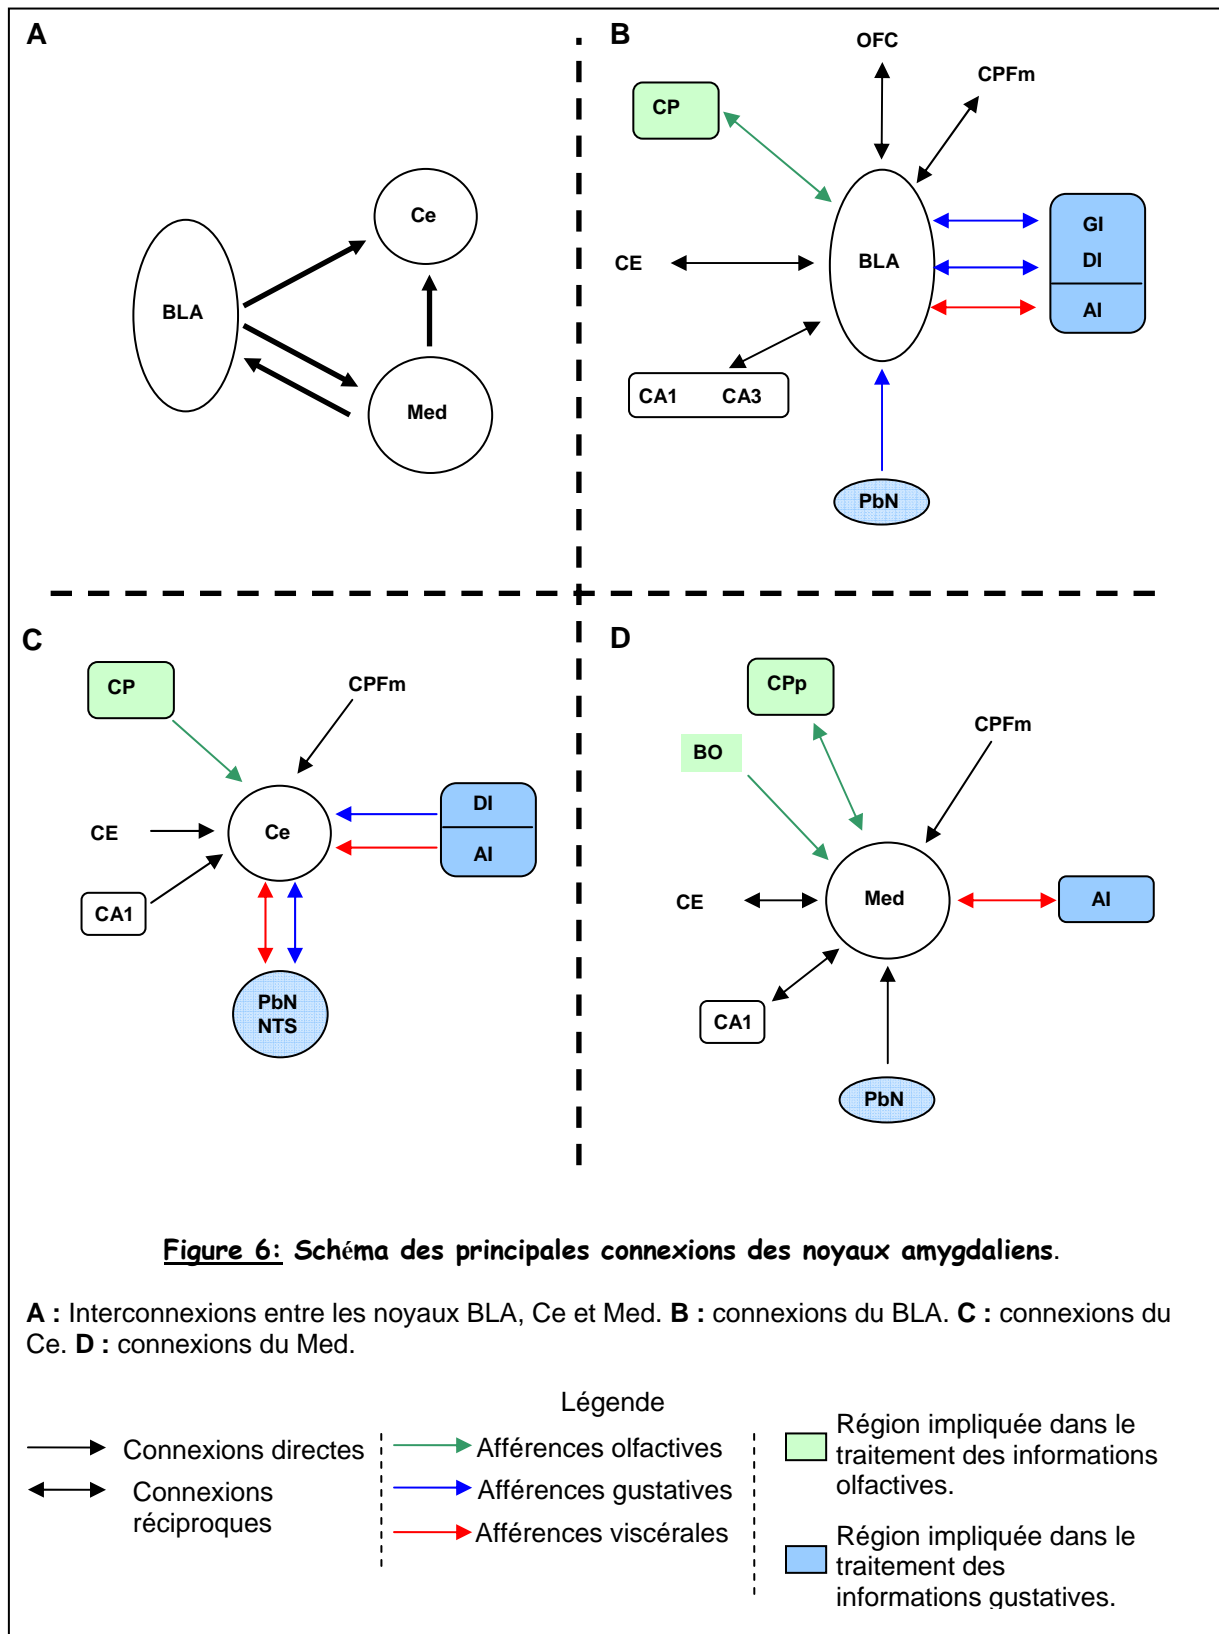 A
Ce
BLA
Med
B
OFC
CPFm
CP
GI
DI
AI
CE
BLA
CA1 CA3
PbN
C
CP
CPFm
DI
AI
CE
Ce
CA1
PbN
NTS
D
CPp
BO
CPFm
CE
Med
AI
CA1
PbN
Figure 6: Schéma des principales connexions des noyaux amygdaliens.
A : Interconnexions entre les noyaux BLA, Ce et Med. B : connexions du BLA. C : connexions du
Ce. D : connexions du Med.
Légende
Connexions directes
Connexions
réciproques
Afférences olfactives
Afférences gustatives
Afférences viscérales
Région impliquée dans le
traitement des informations
olfactives.
Région impliquée dans le
traitement des
informations gustatives.